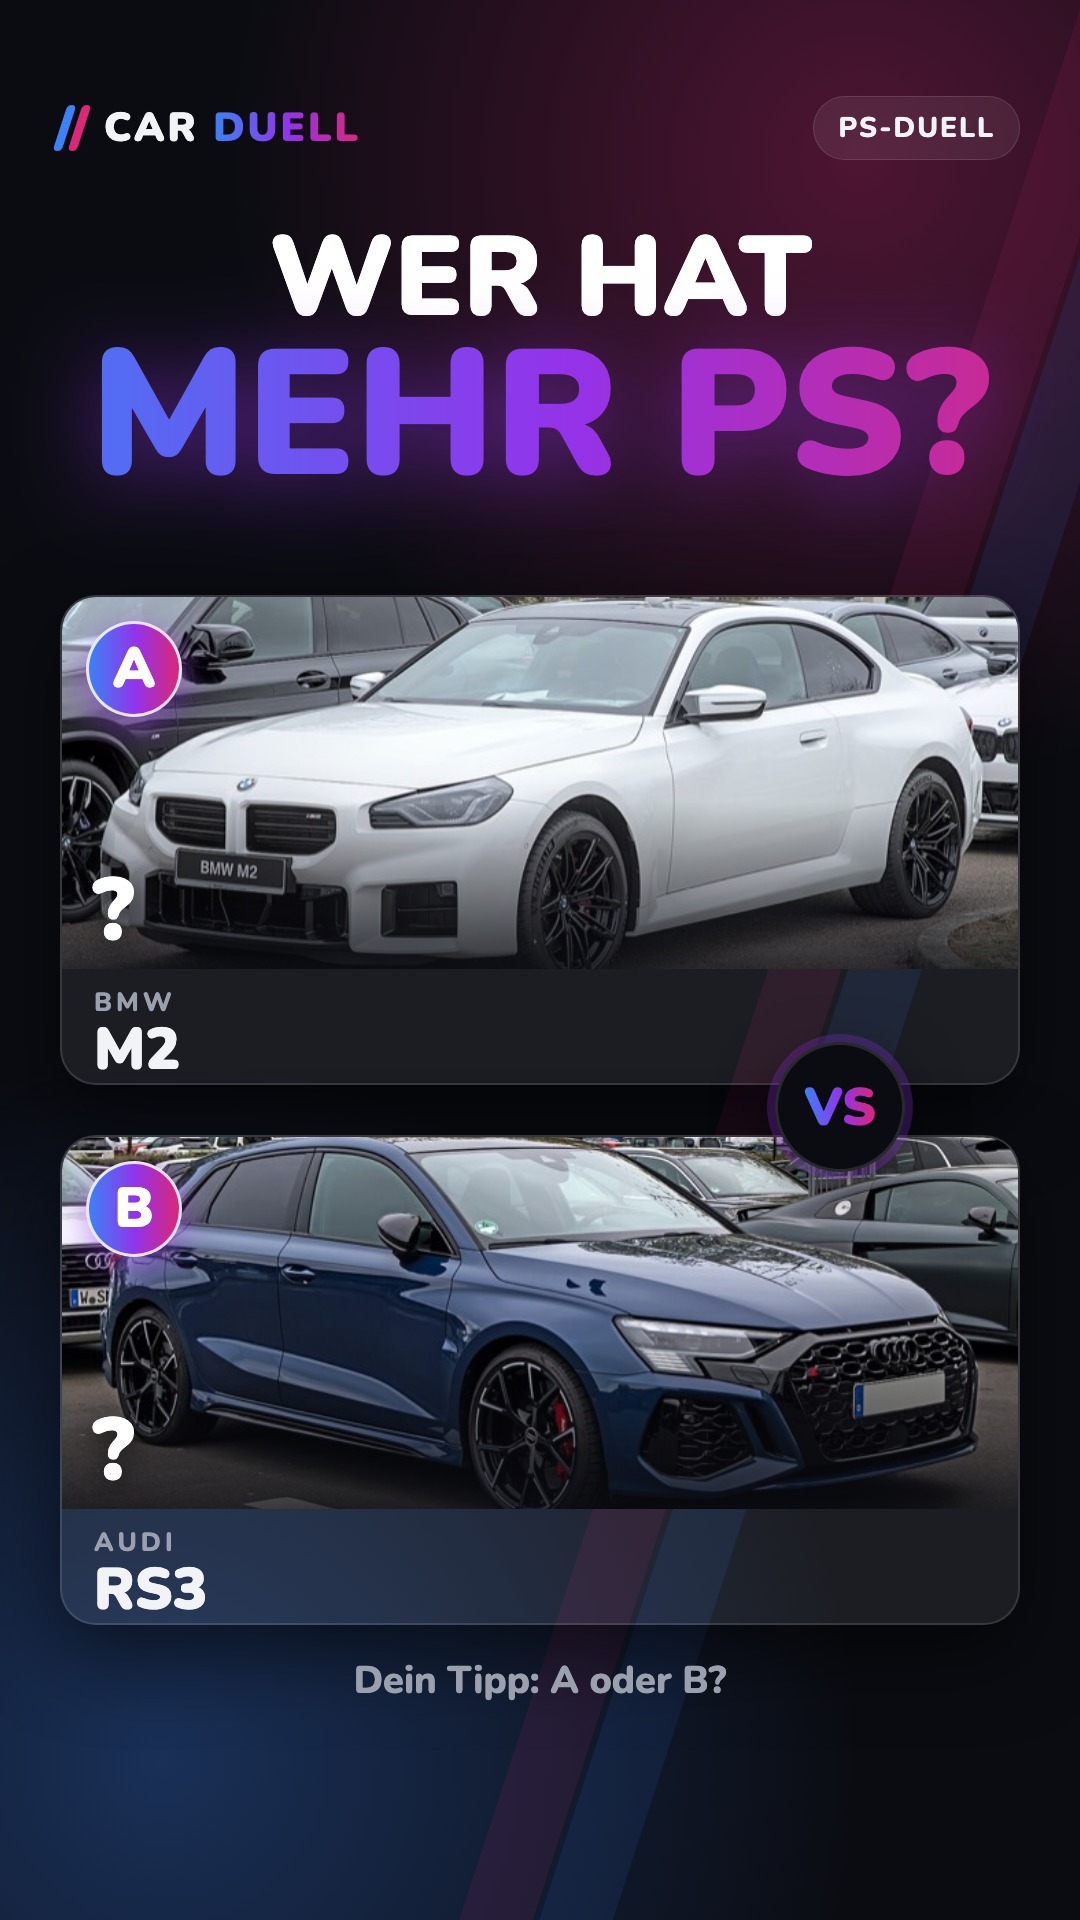 CAR DUELL
PS-DUELL
WER HAT
MEHR PS?
A
BMW M2
?
BMW
M2
VS
B
?
AUDI
RS3
Dein Tipp: A oder B?